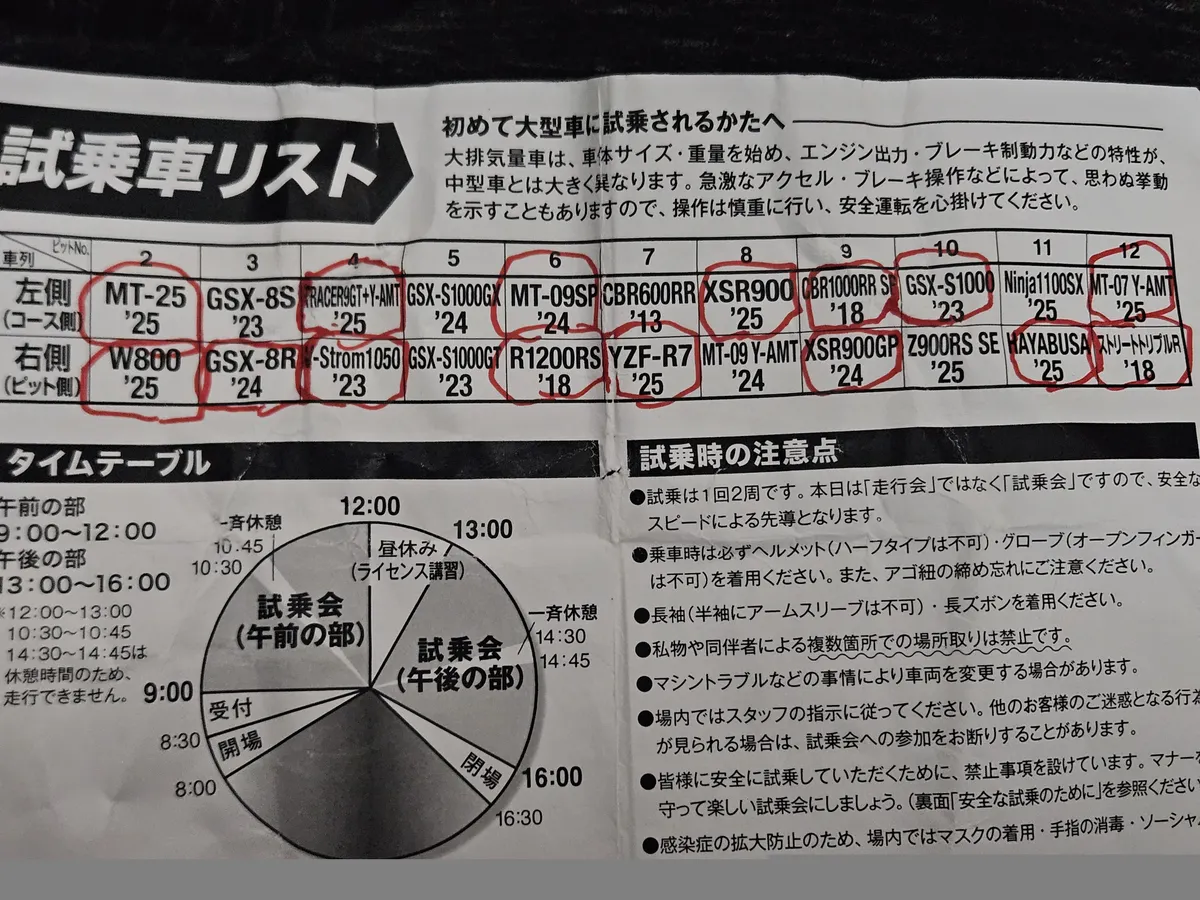 試乗車リスト
初めて大型車に試乗されるかたへ
大排気量車は、車体サイズ・重量を始め、エンジン出力・ブレーキ制動力などの特性が、
中型車とは大きく異なります。急激なアクセル・ブレーキ操作などによって、思わぬ挙動
を示すこともありますので、操作は慎重に行い、安全運転を心掛けてください。
車列 ピットNo. 2 3 4 5 6 7 8 9 10 11 12
左側 MT-25 GSX-8S TRACER9GT+Y-AMT GSX-S1000GX MT-09SP CBR600RR XSR900 CBR1000RR SP GSX-S1000 Ninja1100SX MT-07 Y-AMT
(コース側) '25 '23 '25 '24 '24 '13 '25 '18 '23 '25 '25
右側 W800 GSX-8R V-Strom1050 GSX-S1000GT R1200RS YZF-R7 MT-09 Y-AMT XSR900GP Z900RS SE HAYABUSA ストリートトリプルR
(ピット側) '25 '24 '23 '23 '18 '25 '24 '24 '25 '25 '18
タイムテーブル
午前の部
9:00〜12:00
午後の部
13:00〜16:00
※12:00〜13:00
10:30〜10:45
14:30〜14:45は
休憩時間のため、
走行できません。
12:00
13:00
一斉休憩
10:45
10:30
昼休み
(ライセンス講習)
試乗会
(午前の部)
試乗会
(午後の部)
一斉休憩
14:30
14:45
9:00
受付
8:30
開場
8:00
閉場
16:00
16:30
試乗時の注意点
●試乗は1回2周です。本日は「走行会」ではなく「試乗会」ですので、安全な
スピードによる先導となります。
●乗車時は必ずヘルメット(ハーフタイプは不可)・グローブ(オープンフィンガー
は不可)を着用ください。また、アゴ紐の締め忘れにご注意ください。
●長袖(半袖にアームスリーブは不可)・長ズボンを着用ください。
●私物や同伴者による複数箇所での場所取りは禁止です。
●マシントラブルなどの事情により車両を変更する場合があります。
●場内ではスタッフの指示に従ってください。他のお客様のご迷惑となる行為
が見られる場合は、試乗会への参加をお断りすることがあります。
●皆様に安全に試乗していただくために、禁止事項を設けています。マナーを
守って楽しい試乗会にしましょう。(裏面「安全な試乗のために」を参照ください
●感染症の拡大防止のため、場内ではマスクの着用・手指の消毒・ソーシャ